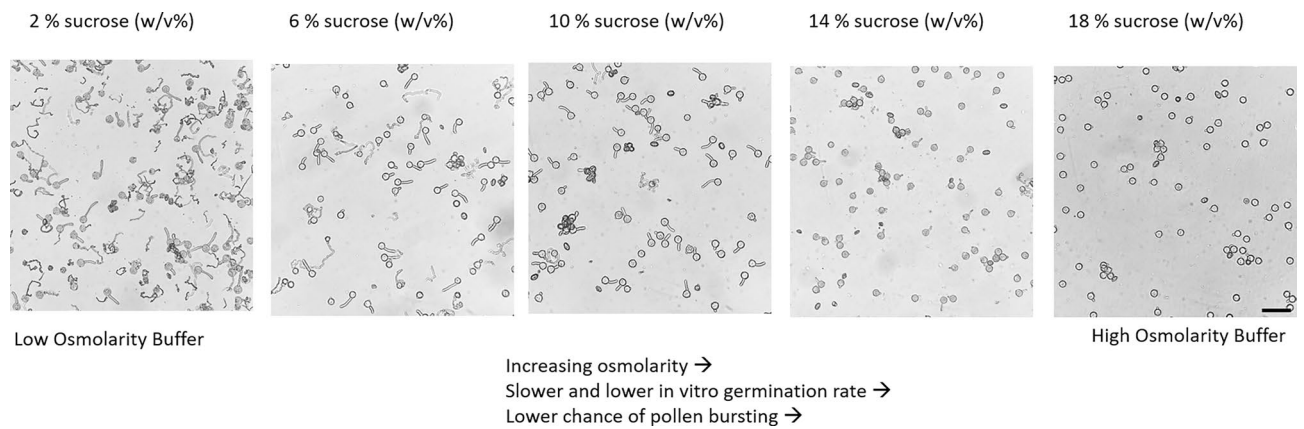 2 % sucrose (w/v%)
6 % sucrose (w/v%)
10 % sucrose (w/v%)
14 % sucrose (w/v%)
18 % sucrose (w/v%)
Low Osmolarity Buffer
High Osmolarity Buffer
Increasing osmolarity →
Slower and lower in vitro germination rate →
Lower chance of pollen bursting →